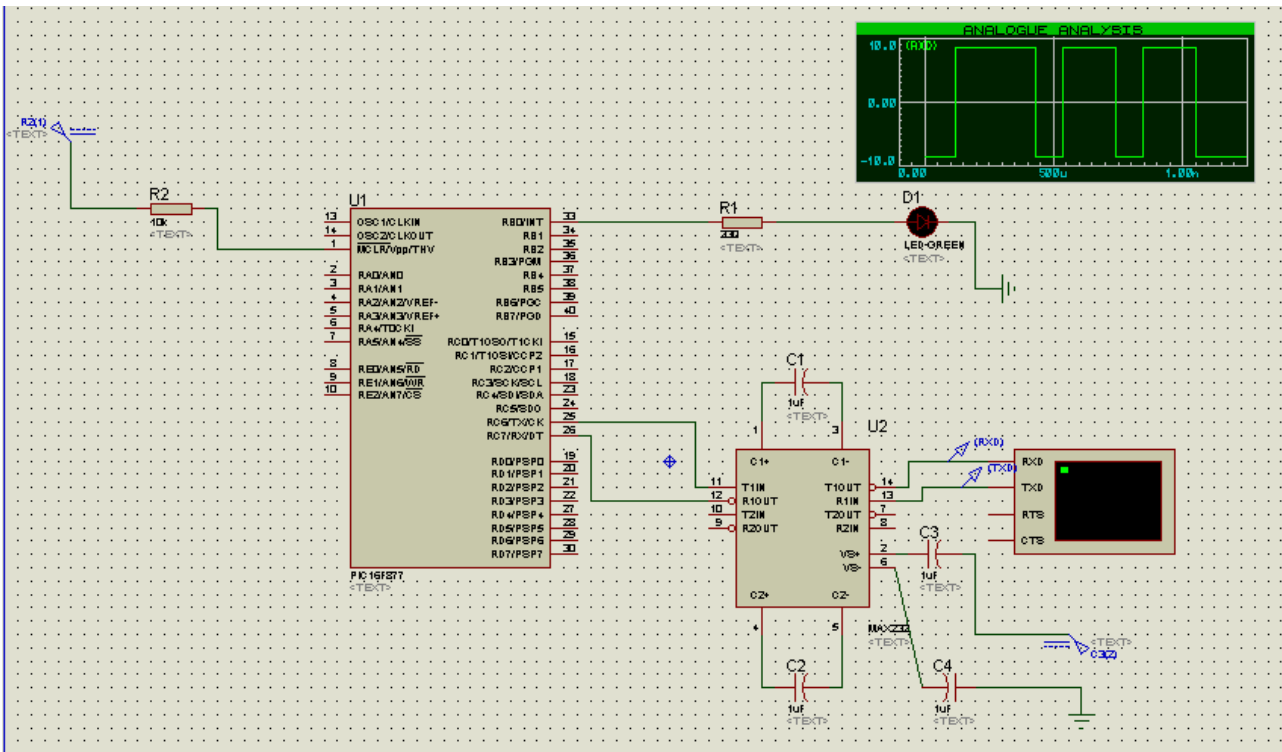 ANALOGUE ANALYSIS
10.0
(RXD)
0.00
-10.0
0.00
500u
1.00m
R2(1)
<TEXT>
R2
10k
<TEXT>
U1
13 OSC1/CLKIN
14 OSC2/CLKOUT
1 MCLR/Vpp/THV
2 RA0/AN0
3 RA1/AN1
4 RA2/AN2/VREF-
5 RA3/AN3/VREF+
6 RA4/T0CKI
7 RA5/AN4/SS
8 RE0/AN5/RD
9 RE1/AN6/WR
10 RE2/AN7/CS
RB0/INT 33
RB1 34
RB2 35
RB3/PGM 36
RB4 37
RB5 38
RB6/PGC 39
RB7/PGD 40
RC0/T1OSO/T1CKI 15
RC1/T1OSI/CCP2 16
RC2/CCP1 17
RC3/SCK/SCL 18
RC4/SDI/SDA 23
RC5/SDO 24
RC6/TX/CK 25
RC7/RX/DT 26
RD0/PSP0 19
RD1/PSP1 20
RD2/PSP2 21
RD3/PSP3 22
RD4/PSP4 27
RD5/PSP5 28
RD6/PSP6 29
RD7/PSP7 30
PIC16F877
<TEXT>
R1
330
<TEXT>
D1
LED-GREEN
<TEXT>
C1
1uF
<TEXT>
U2
1
3
C1+
C1-
11 T1IN
12 R1OUT
10 T2IN
9 R2OUT
T1OUT 14
R1IN 13
T2OUT 7
R2IN 8
VS+ 2
VS- 6
C2+
C2-
4
5
MAX232
<TEXT>
C2
1uF
<TEXT>
(RXD)
(TXD)
RXD
TXD
RTS
CTS
C3
1uF
<TEXT>
<TEXT>
C3(2)
C4
1uF
<TEXT>